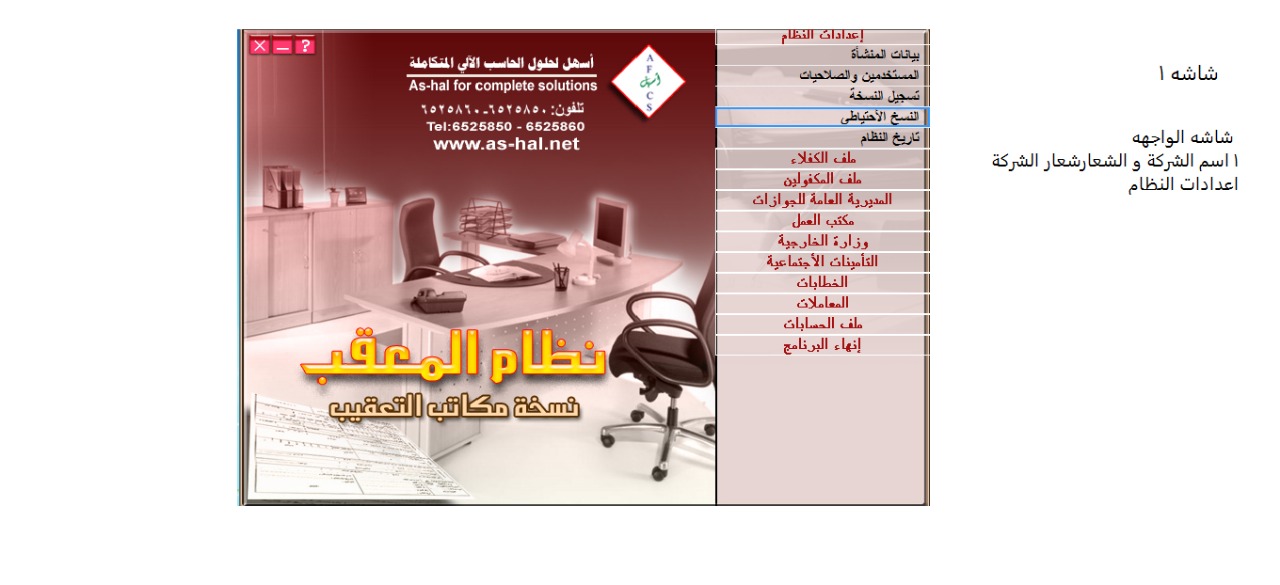 شاشه ١
شاشه الواجهه
١ اسم الشركة و الشعارشعار الشركة
اعدادات النظام
إعدادات النظام
بيانات المنشأة
المستخدمين والصلاحيات
تسجيل النسخة
النسخ الأحتياطى
تاريخ النظام
ملف الكفلاء
ملف المكفولين
المديرية العامة للجوازات
مكتب العمل
وزارة الخارجية
التأمينات الأجتماعية
الخطابات
المعاملات
ملف الحسابات
إنهاء البرنامج
أسهل لحلول الحاسب الآلي المتكاملة
As-hal for complete solutions
تلفون: ٦٥٢٥٨٥٠ - ٦٥٢٥٨٦٠
Tel:6525850 - 6525860
www.as-hal.net
A
F
أسهل
C
S
نظام المعقب
نسخة مكاتب التعقيب